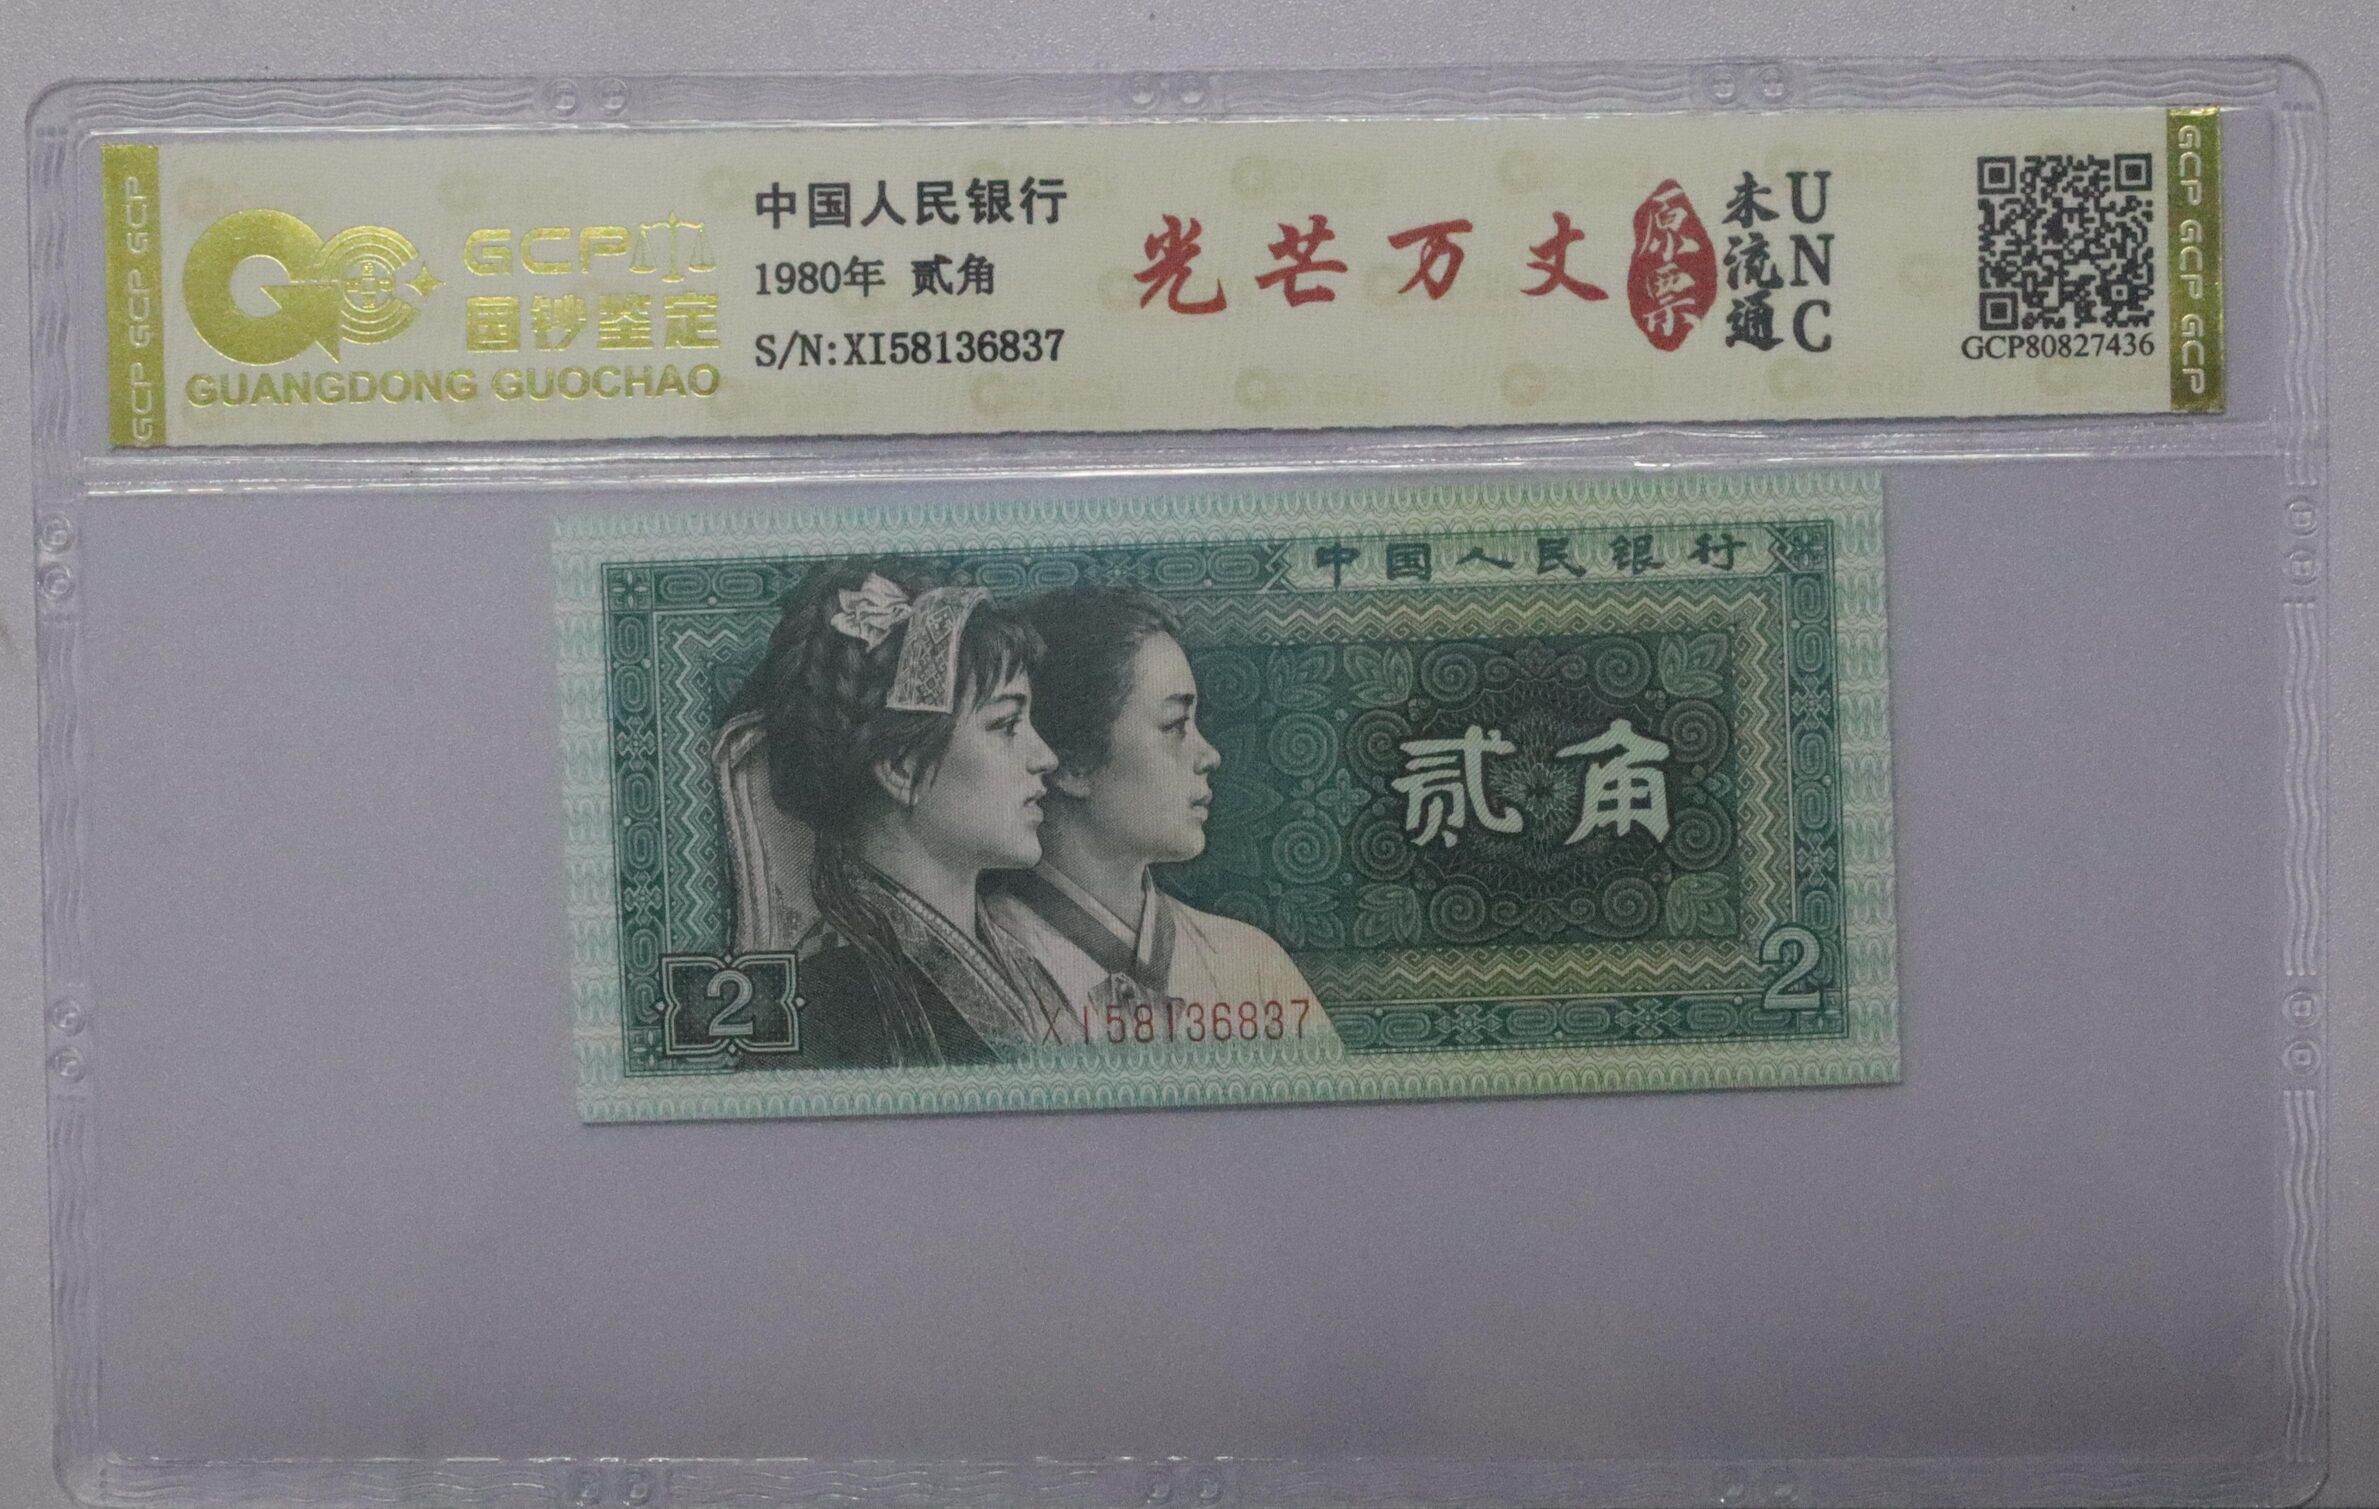 GCP GCP GCP
GCP
国钞鉴定
GUANGDONG GUOCHAO
中国人民银行
1980年 贰角
S/N:XI58136837
光芒万丈
原票
未流通
UNC
GCP80827436
GCP GCP GCP
中国人民银行
贰角
2
2
XI58136837